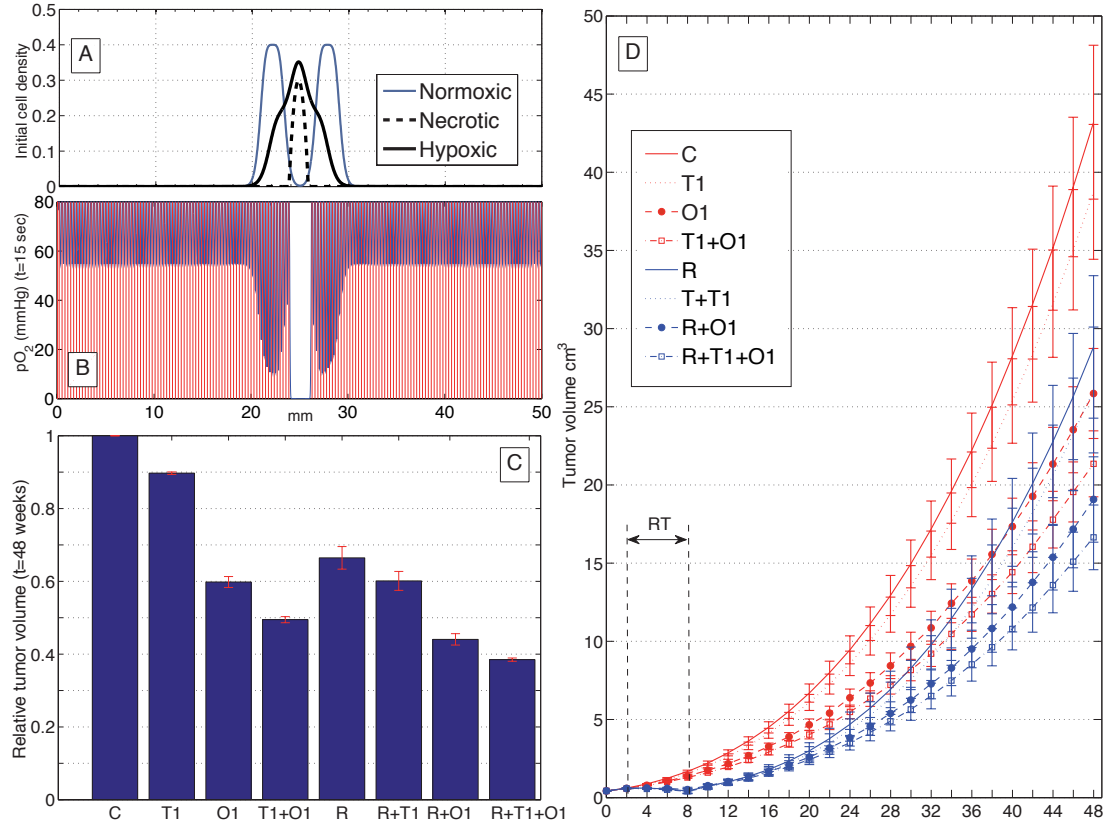 0.5
0.4
0.3
0.2
0.1
0
Initial cell density
A
Normoxic
Necrotic
Hypoxic
80
60
40
20
0
pO2 (mmHg) (t=15 sec)
B
0 10 20 mm 30 40 50
1
0.8
0.6
0.4
0.2
0
Relative tumor volume (t=48 weeks)
C
C T1 O1 T1+O1 R R+T1 R+O1 R+T1+O1
50
45
40
35
30
25
20
15
10
5
0
Tumor volume cm3
D
C
T1
O1
T1+O1
R
T+T1
R+O1
R+T1+O1
RT
0 4 8 12 16 20 24 28 32 36 40 44 48